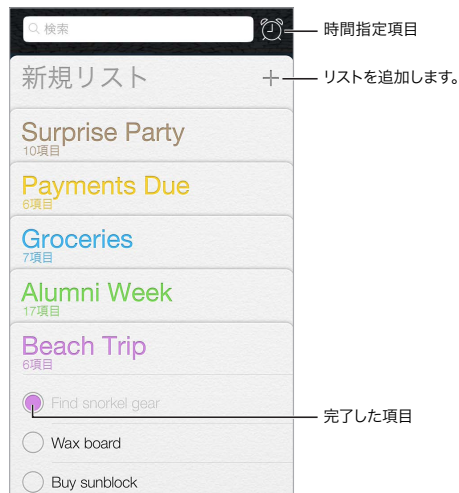 検索
時間指定項目
新規リスト
リストを追加します。
Surprise Party
10項目
Payments Due
6項目
Groceries
7項目
Alumni Week
17項目
Beach Trip
6項目
Find snorkel gear
完了した項目
Wax board
Buy sunblock